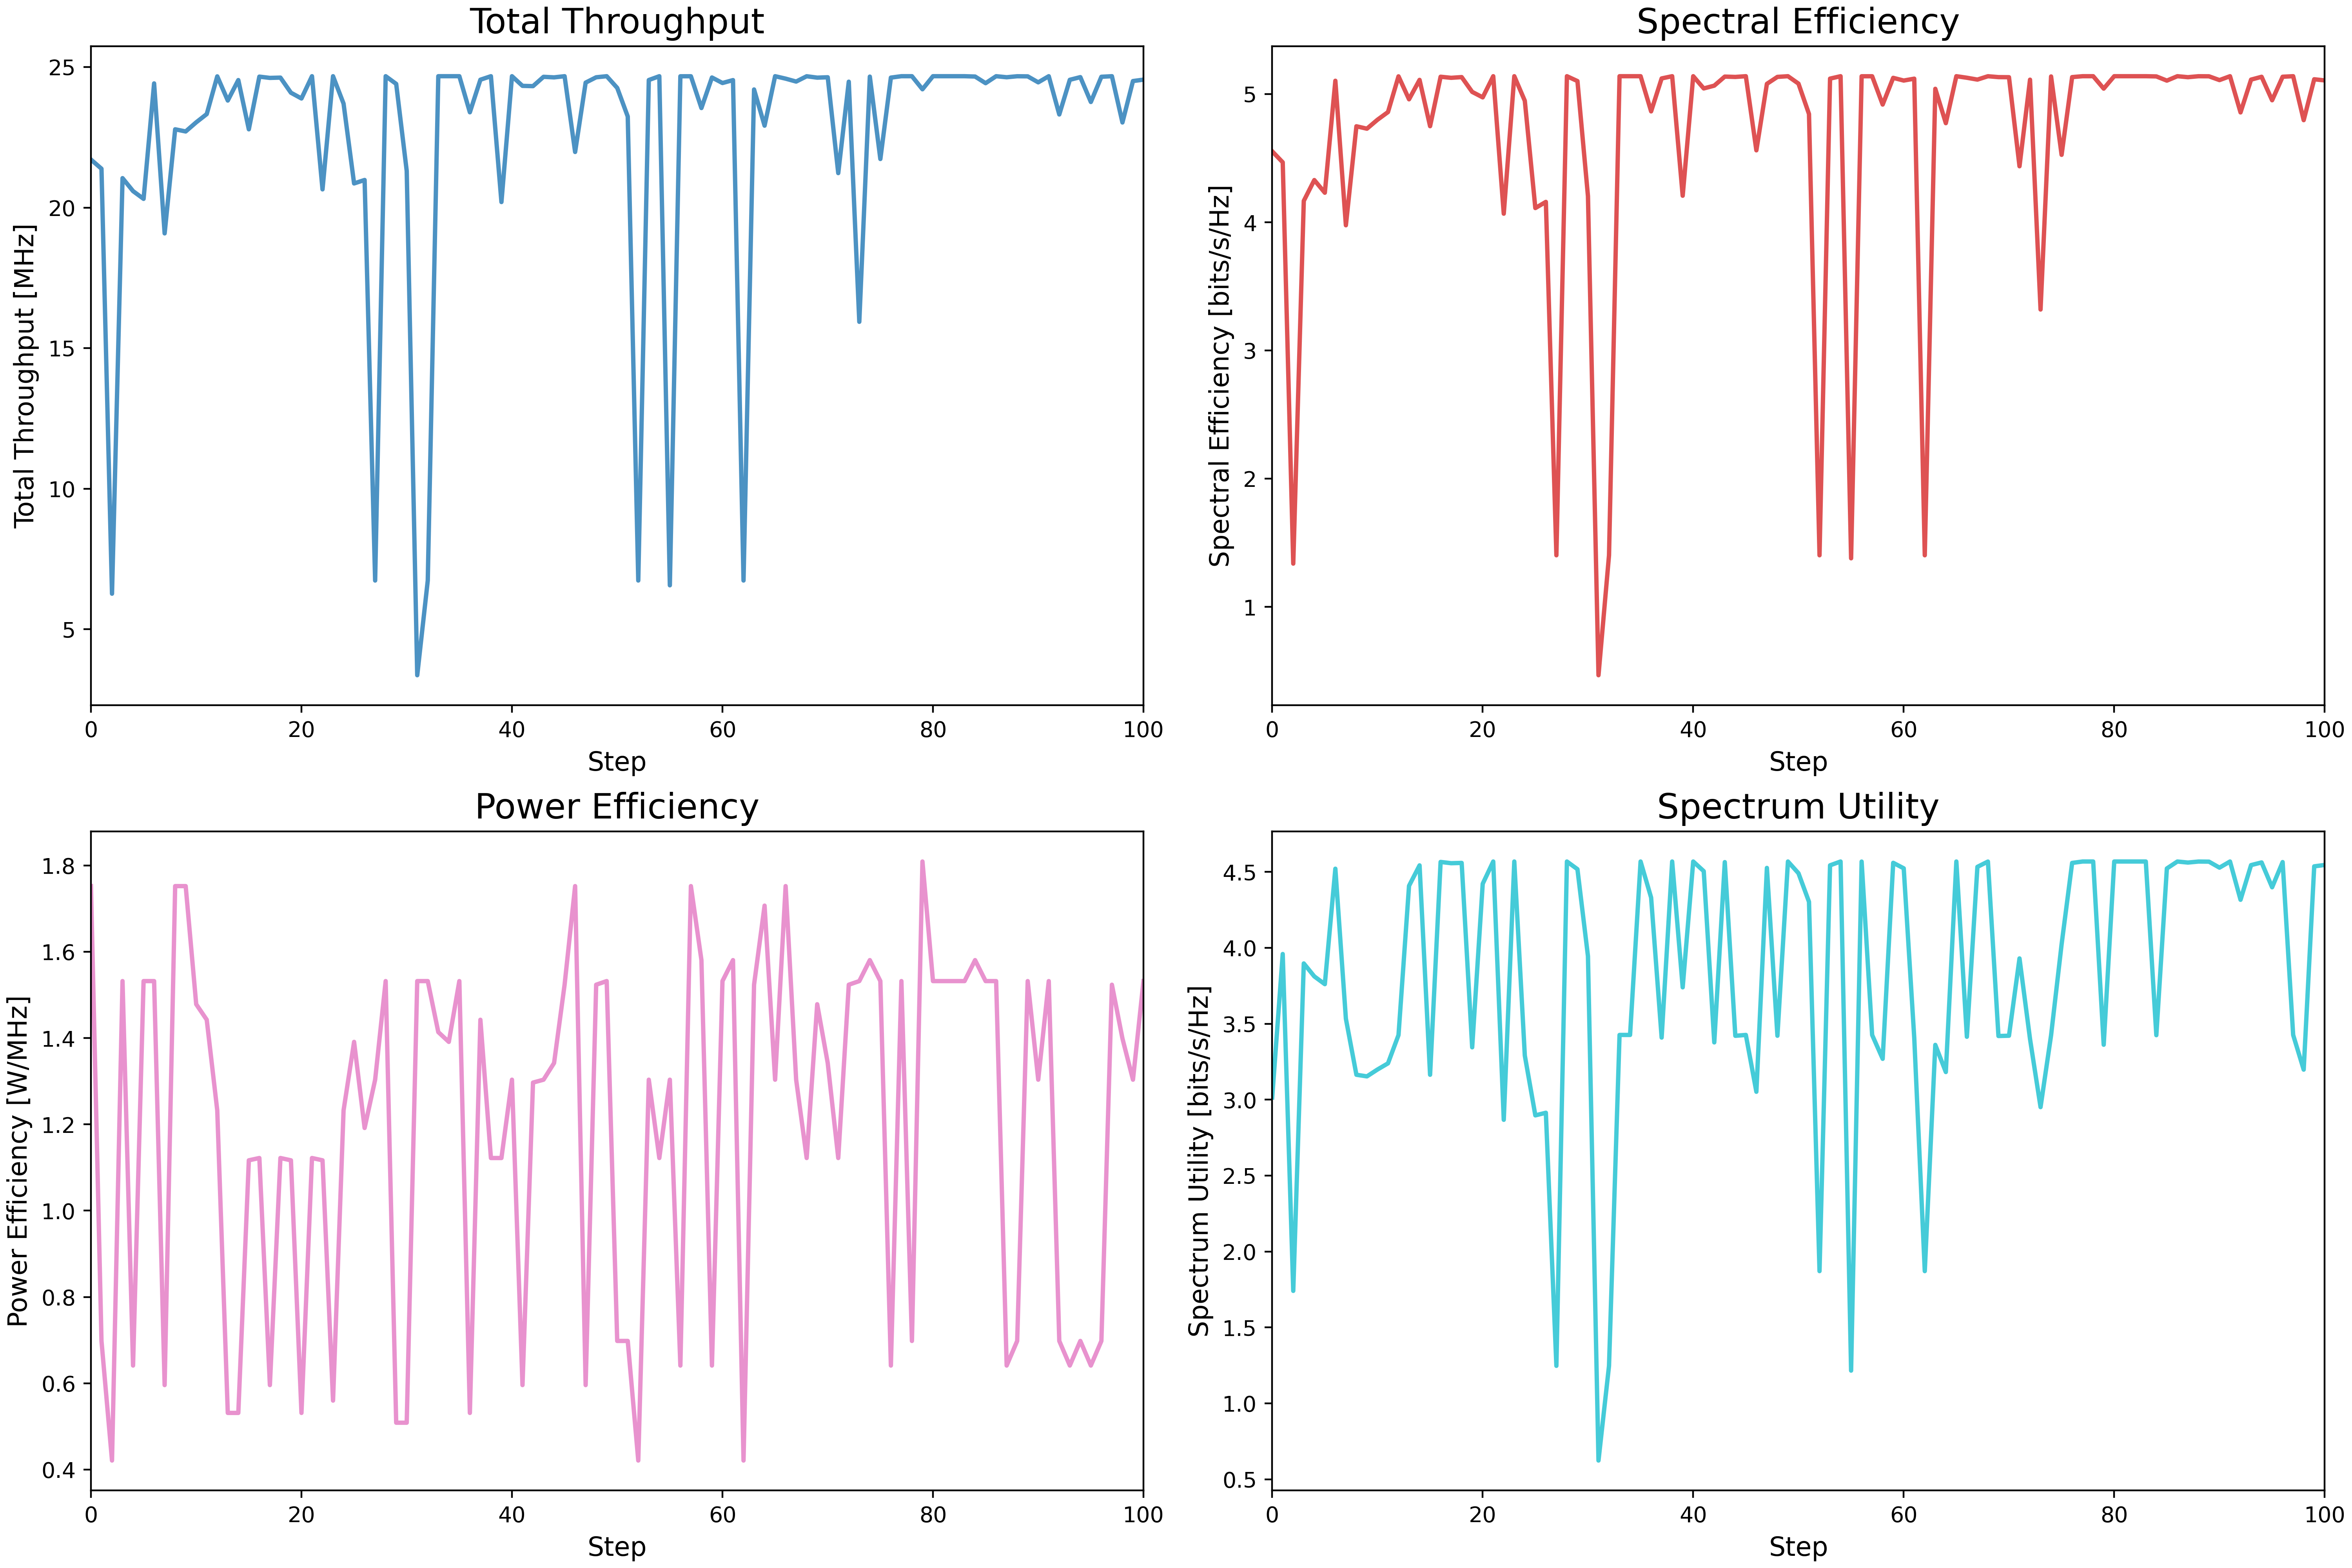 Total Throughput
Total Throughput [MHz]
25
20
15
10
5
0 20 40 60 80 100
Step
Spectral Efficiency
Spectral Efficiency [bits/s/Hz]
5
4
3
2
1
0 20 40 60 80 100
Step
Power Efficiency
Power Efficiency [W/MHz]
1.8
1.6
1.4
1.2
1.0
0.8
0.6
0.4
0 20 40 60 80 100
Step
Spectrum Utility
Spectrum Utility [bits/s/Hz]
4.5
4.0
3.5
3.0
2.5
2.0
1.5
1.0
0.5
0 20 40 60 80 100
Step